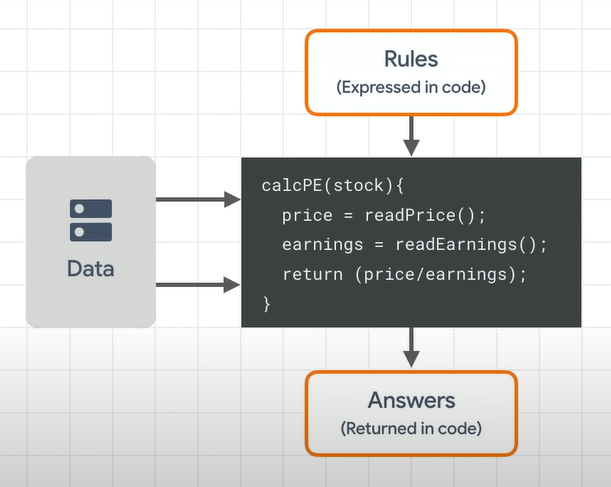 Rules
(Expressed in code)
Data
calcPE(stock){
price = readPrice();
earnings = readEarnings();
return (price/earnings);
}
Answers
(Returned in code)